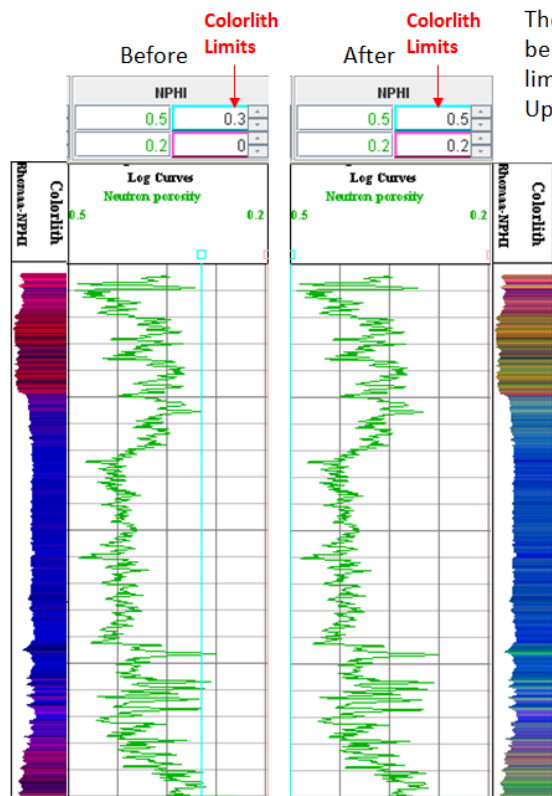 Before
Colorlith
Limits
After
Colorlith
Limits
The
be
lim
Up
NPHI
0.5 0.3
0.2 0
NPHI
0.5 0.5
0.2 0.2
Rhomaa-NPHI
Colorlith
Log Curves
Neutron porosity
0.5 0.2
Log Curves
Neutron porosity
0.5 0.2
Rhomaa-NPHI
Colorlith